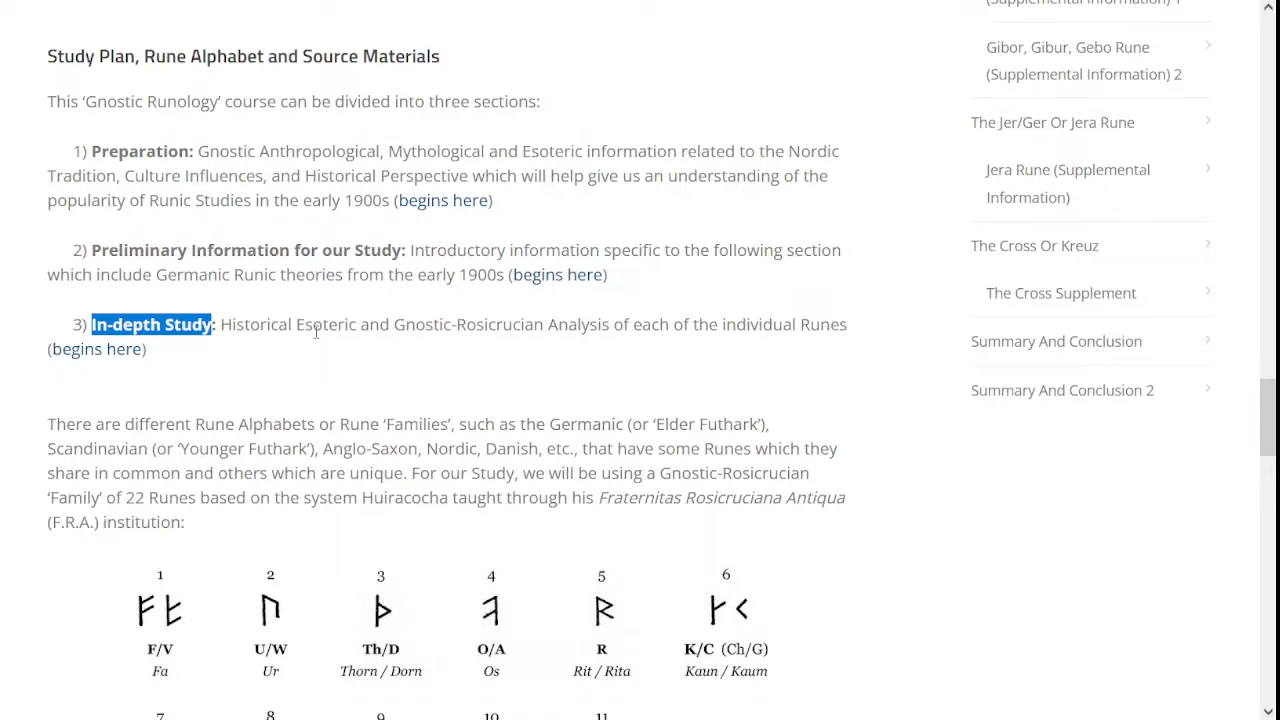 Study Plan, Rune Alphabet and Source Materials
This ‘Gnostic Runology’ course can be divided into three sections:
1) Preparation: Gnostic Anthropological, Mythological and Esoteric information related to the Nordic
Tradition, Culture Influences, and Historical Perspective which will help give us an understanding of the
popularity of Runic Studies in the early 1900s (begins here)
2) Preliminary Information for our Study: Introductory information specific to the following section
which include Germanic Runic theories from the early 1900s (begins here)
3) In-depth Study: Historical Esoteric and Gnostic-Rosicrucian Analysis of each of the individual Runes
(begins here)
There are different Rune Alphabets or Rune ‘Families’, such as the Germanic (or ‘Elder Futhark’),
Scandinavian (or ‘Younger Futhark’), Anglo-Saxon, Nordic, Danish, etc., that have some Runes which they
share in common and others which are unique. For our Study, we will be using a Gnostic-Rosicrucian
‘Family’ of 22 Runes based on the system Huiracocha taught through his Fraternitas Rosicruciana Antiqua
(F.R.A.) institution:
1 2 3 4 5 6
F/V U/W Th/D O/A R K/C (Ch/G)
Fa Ur Thorn / Dorn Os Rit / Rita Kaun / Kaum
7 8 9 10 11
(Supplemental Information) 1
Gibor, Gibur, Gebo Rune
(Supplemental Information) 2
The Jer/Ger Or Jera Rune
Jera Rune (Supplemental
Information)
The Cross Or Kreuz
The Cross Supplement
Summary And Conclusion
Summary And Conclusion 2